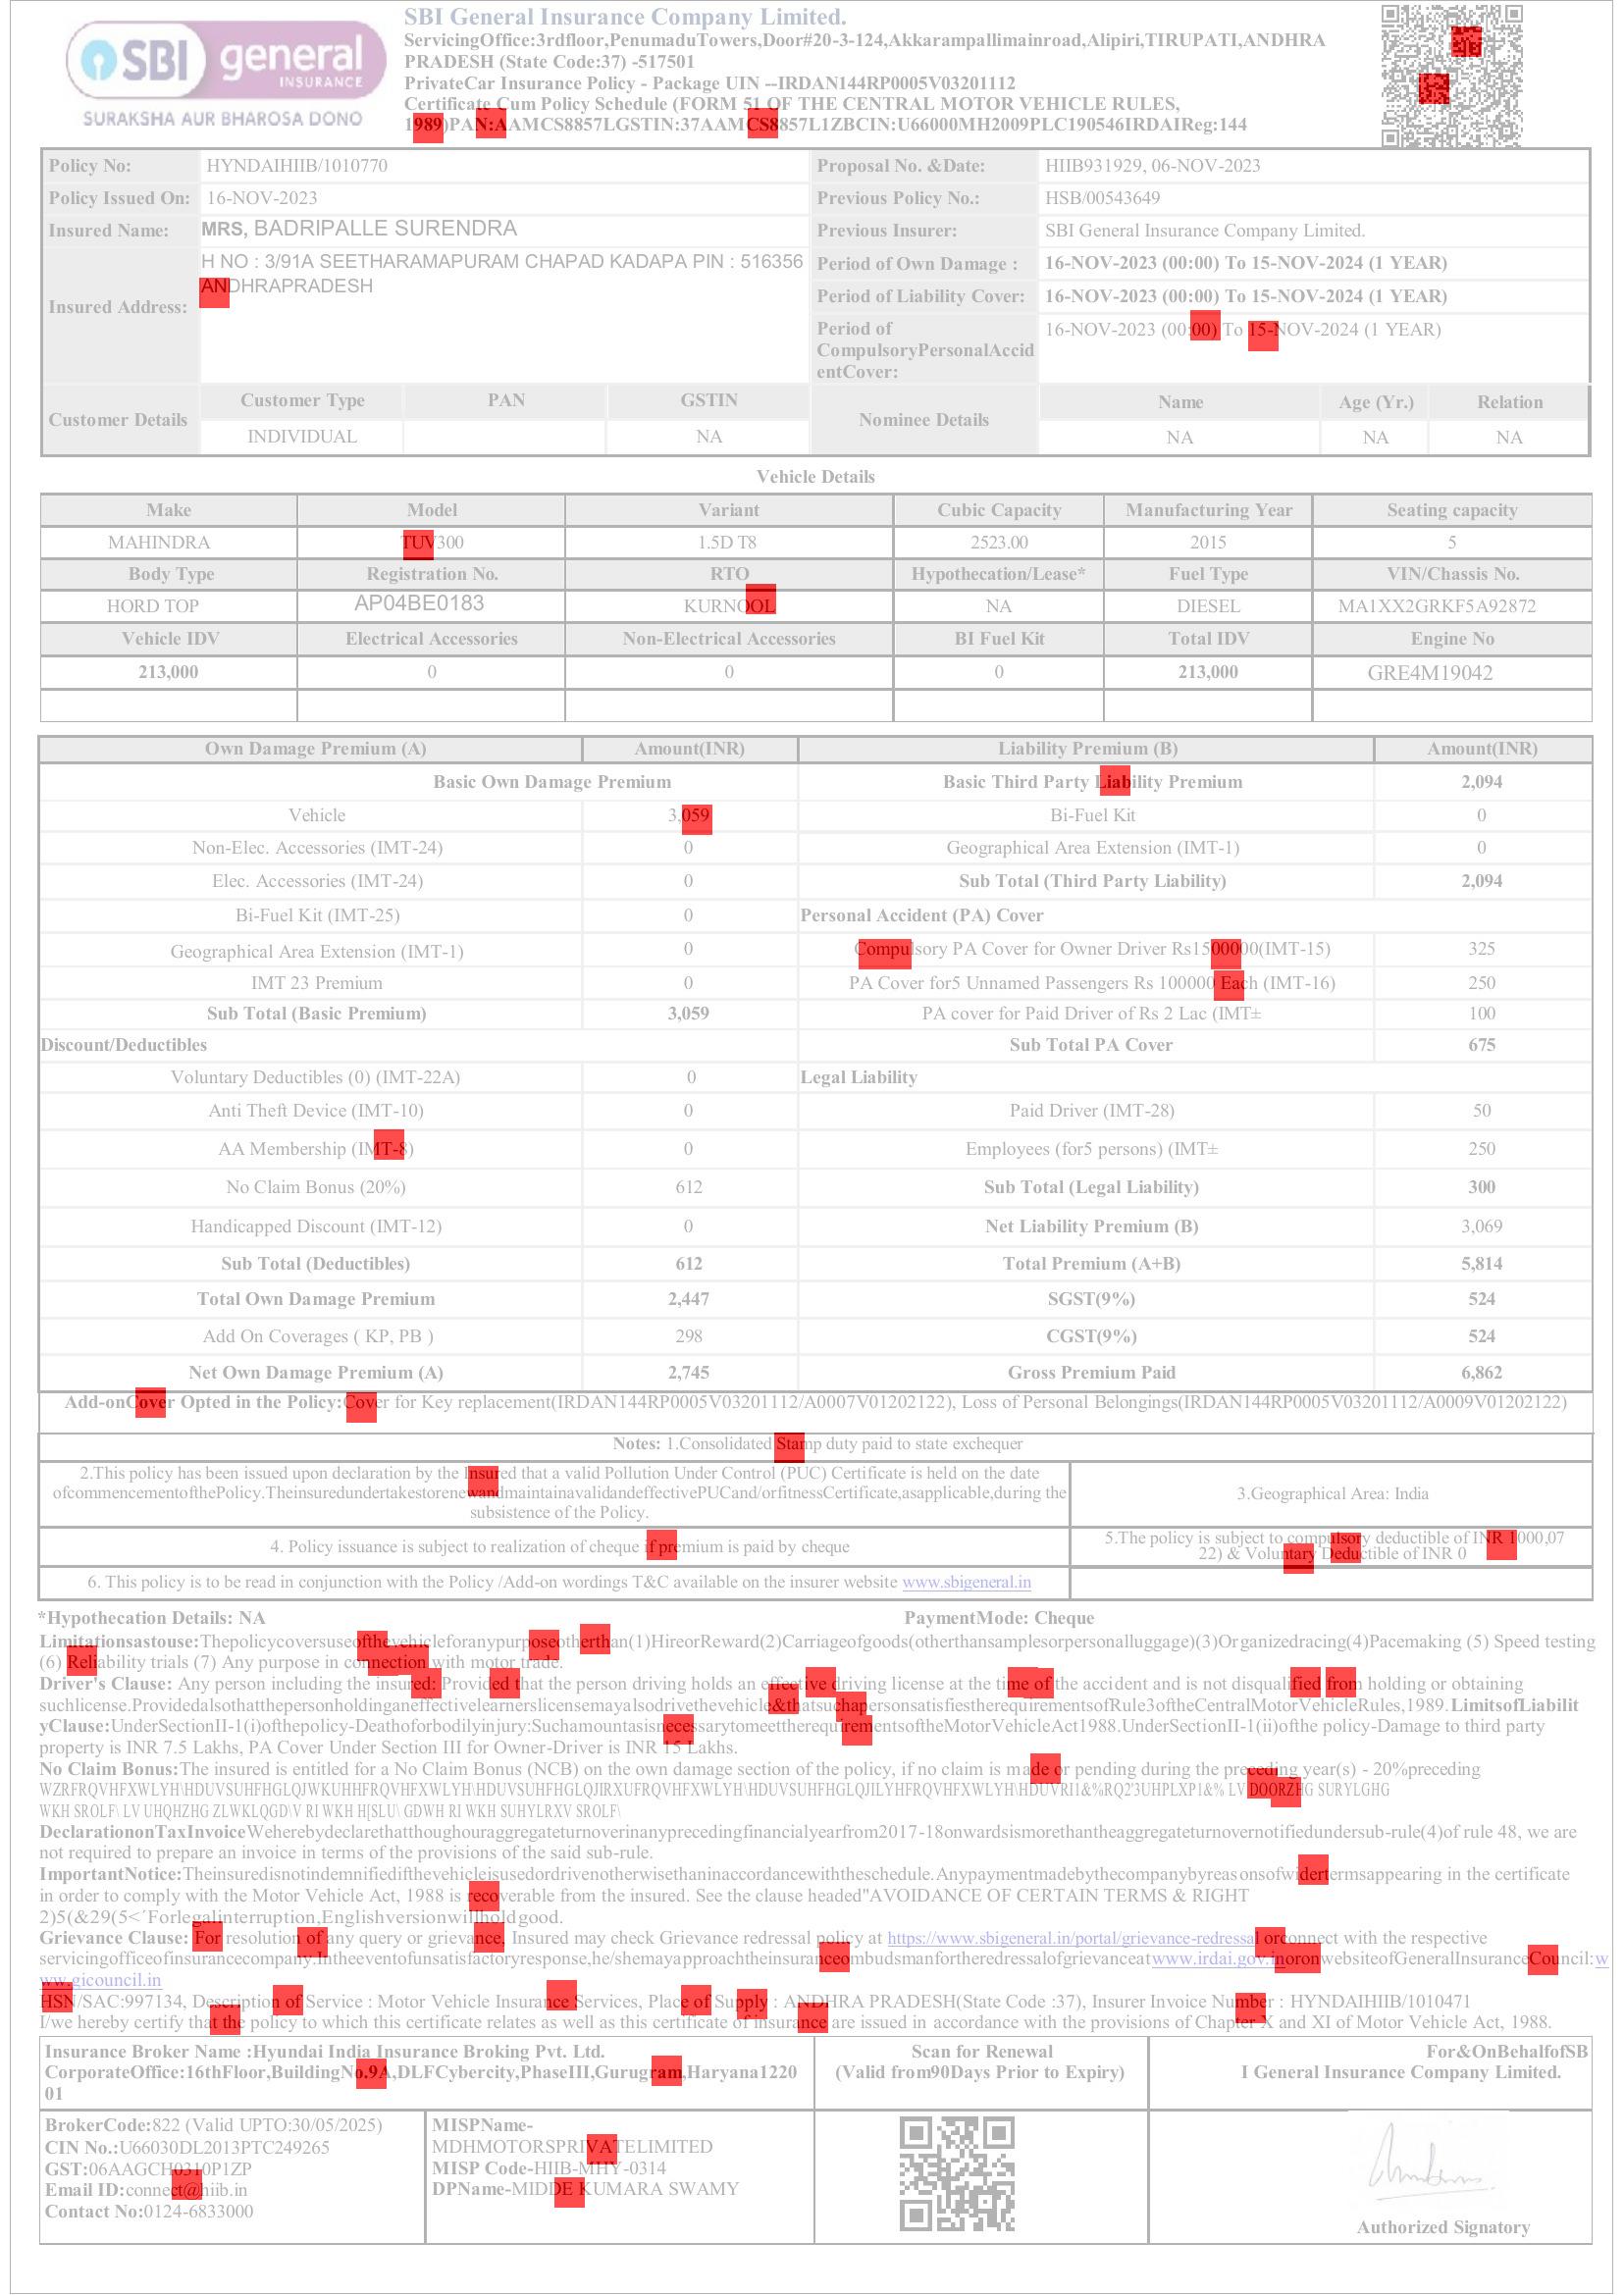 SBI general
INSURANCE
SURAKSHA AUR BHAROSA DONO
SBI General Insurance Company Limited.
ServicingOffice:3rdfloor,PenumaduTowers,Door#20-3-124,Akkarampallimainroad,Alipiri,TIRUPATI,ANDHRA
PRADESH (State Code:37) -517501
PrivateCar Insurance Policy - Package UIN --IRDAN144RP0005V03201112
Certificate Cum Policy Schedule (FORM 51 OF THE CENTRAL MOTOR VEHICLE RULES,
1989)PAN:AAMCS8857LGSTIN:37AAMCS8857L1ZBCIN:U66000MH2009PLC190546IRDAIReg:144
Policy No: HYNDAIHIIB/1010770 Proposal No. &Date: HIIB931929, 06-NOV-2023
Policy Issued On: 16-NOV-2023 Previous Policy No.: HSB/00543649
Insured Name: MRS, BADRIPALLE SURENDRA Previous Insurer: SBI General Insurance Company Limited.
Insured Address: H NO : 3/91A SEETHARAMAPURAM CHAPAD KADAPA PIN : 516356
ANDHRAPRADESH
Period of Own Damage : 16-NOV-2023 (00:00) To 15-NOV-2024 (1 YEAR)
Period of Liability Cover: 16-NOV-2023 (00:00) To 15-NOV-2024 (1 YEAR)
Period of 16-NOV-2023 (00:00) To 15-NOV-2024 (1 YEAR)
CompulsoryPersonalAccid
entCover:
Customer Details Customer Type PAN GSTIN Nominee Details Name Age (Yr.) Relation
INDIVIDUAL NA NA NA NA
Vehicle Details
Make Model Variant Cubic Capacity Manufacturing Year Seating capacity
MAHINDRA TUV300 1.5D T8 2523.00 2015 5
Body Type Registration No. RTO Hypothecation/Lease* Fuel Type VIN/Chassis No.
HORD TOP AP04BE0183 KURNOOL NA DIESEL MA1XX2GRKF5A92872
Vehicle IDV Electrical Accessories Non-Electrical Accessories BI Fuel Kit Total IDV Engine No
213,000 0 0 0 213,000 GRE4M19042
Own Damage Premium (A) Amount(INR) Liability Premium (B) Amount(INR)
Basic Own Damage Premium Basic Third Party Liability Premium 2,094
Vehicle 3,059 Bi-Fuel Kit 0
Non-Elec. Accessories (IMT-24) 0 Geographical Area Extension (IMT-1) 0
Elec. Accessories (IMT-24) 0 Sub Total (Third Party Liability) 2,094
Bi-Fuel Kit (IMT-25) 0 Personal Accident (PA) Cover
Geographical Area Extension (IMT-1) 0 Compulsory PA Cover for Owner Driver Rs1500000(IMT-15) 325
IMT 23 Premium 0 PA Cover for5 Unnamed Passengers Rs 100000 Each (IMT-16) 250
Sub Total (Basic Premium) 3,059 PA cover for Paid Driver of Rs 2 Lac (IMT± 100
Discount/Deductibles Sub Total PA Cover 675
Voluntary Deductibles (0) (IMT-22A) 0 Legal Liability
Anti Theft Device (IMT-10) 0 Paid Driver (IMT-28) 50
AA Membership (IMT-8) 0 Employees (for5 persons) (IMT± 250
No Claim Bonus (20%) 612 Sub Total (Legal Liability) 300
Handicapped Discount (IMT-12) 0 Net Liability Premium (B) 3,069
Sub Total (Deductibles) 612 Total Premium (A+B) 5,814
Total Own Damage Premium 2,447 SGST(9%) 524
Add On Coverages ( KP, PB ) 298 CGST(9%) 524
Net Own Damage Premium (A) 2,745 Gross Premium Paid 6,862
Add-onCover Opted in the Policy:Cover for Key replacement(IRDAN144RP0005V03201112/A0007V01202122), Loss of Personal Belongings(IRDAN144RP0005V03201112/A0009V01202122)
Notes: 1.Consolidated Stamp duty paid to state exchequer
2.This policy has been issued upon declaration by the Insured that a valid Pollution Under Control (PUC) Certificate is held on the date
ofcommencementofthePolicy.TheinsuredundertakestorenewandmaintainavalidandeffectivePUCand/orfitnessCertificate,asapplicable,during the
subsistence of the Policy.
3.Geographical Area: India
4. Policy issuance is subject to realization of cheque if premium is paid by cheque
5.The policy is subject to compulsory deductible of INR 1000,07
22) & Voluntary Deductible of INR 0
6. This policy is to be read in conjunction with the Policy /Add-on wordings T&C available on the insurer website www.sbigeneral.in
*Hypothecation Details: NA PaymentMode: Cheque
Limitationsastouse:Thepolicycoversuseofthevehicleforanypurposeotherthan(1)HireorReward(2)Carriageofgoods(otherthansamplesorpersonalluggage)(3)Organizedracing(4)Pacemaking (5) Speed testing
(6) Reliability trials (7) Any purpose in connection with motor trade.
Driver's Clause: Any person including the insured: Provided that the person driving holds an effective driving license at the time of the accident and is not disqualified from holding or obtaining
suchlicense.Providedalsothatthepersonholdinganeffectivelearnerslicensemayalsodrivethevehicle&thatsuchapersonsatisfiestherequirementsofRule3oftheCentralMotorVehicleRules,1989.LimitsofLiabilit
yClause:UnderSectionII-1(i)ofthepolicy-Deathoforbodilyinjury:SuchamountasisnecessarytomeettherequirementsoftheMotorVehicleAct1988.UnderSectionII-1(ii)ofthe policy-Damage to third party
property is INR 7.5 Lakhs, PA Cover Under Section III for Owner-Driver is INR 15 Lakhs.
No Claim Bonus:The insured is entitled for a No Claim Bonus (NCB) on the own damage section of the policy, if no claim is made or pending during the preceding year(s) - 20%preceding
WKH SROLF\ LV UHQHZHG ZLWKLQGD\V RI WKH H[SLU\ GDWH RI WKH SUHYLRXV SROLF\
DeclarationonTaxInvoiceWeherebydeclarethatthoughouraggregateturnoverinanyprecedingfinancialyearfrom2017-18onwardsismorethantheaggregateturnovernotifiedundersub-rule(4)of rule 48, we are
not required to prepare an invoice in terms of the provisions of the said sub-rule.
ImportantNotice:Theinsuredisnotindemnifiedifthevehicleisusedordrivenotherwisethaninaccordancewiththeschedule.Anypaymentmadebythecompanybyreasonsofwidertermsappearing in the certificate
in order to comply with the Motor Vehicle Act, 1988 is recoverable from the insured. See the clause headed"AVOIDANCE OF CERTAIN TERMS & RIGHT
2)5(&29(5<´Forlegalinterruption,Englishversionwillholdgood.
Grievance Clause: For resolution of any query or grievance, Insured may check Grievance redressal policy at https://www.sbigeneral.in/portal/grievance-redressal orconnect with the respective
servicingofficeofinsurancecompany.Intheeventofunsatisfactoryresponse,he/shemayapproachtheinsuranceombudsmanfortheredressalofgrievanceatwww.irdai.gov.inoronwebsiteofGeneralInsuranceCouncil:w
ww.gicouncil.in
HSN/SAC:997134, Description of Service : Motor Vehicle Insurance Services, Place of Supply : ANDHRA PRADESH(State Code :37), Insurer Invoice Number : HYNDAIHIIB/1010471
I/we hereby certify that the policy to which this certificate relates as well as this certificate of insurance are issued in accordance with the provisions of Chapter X and XI of Motor Vehicle Act, 1988.
Insurance Broker Name :Hyundai India Insurance Broking Pvt. Ltd.
CorporateOffice:16thFloor,BuildingNo.9A,DLFCybercity,PhaseIII,Gurugram,Haryana1220
01
Scan for Renewal
(Valid from90Days Prior to Expiry)
For&OnBehalfofSB
I General Insurance Company Limited.
BrokerCode:822 (Valid UPTO:30/05/2025)
CIN No.:U66030DL2013PTC249265
GST:06AAGCH0310P1ZP
Email ID:connect@hiib.in
Contact No:0124-6833000
MISPName-
MDHMOTORSPRIVATELIMITED
MISP Code-HIIB-MHY-0314
DPName-MIDDE KUMARA SWAMY
Authorized Signatory